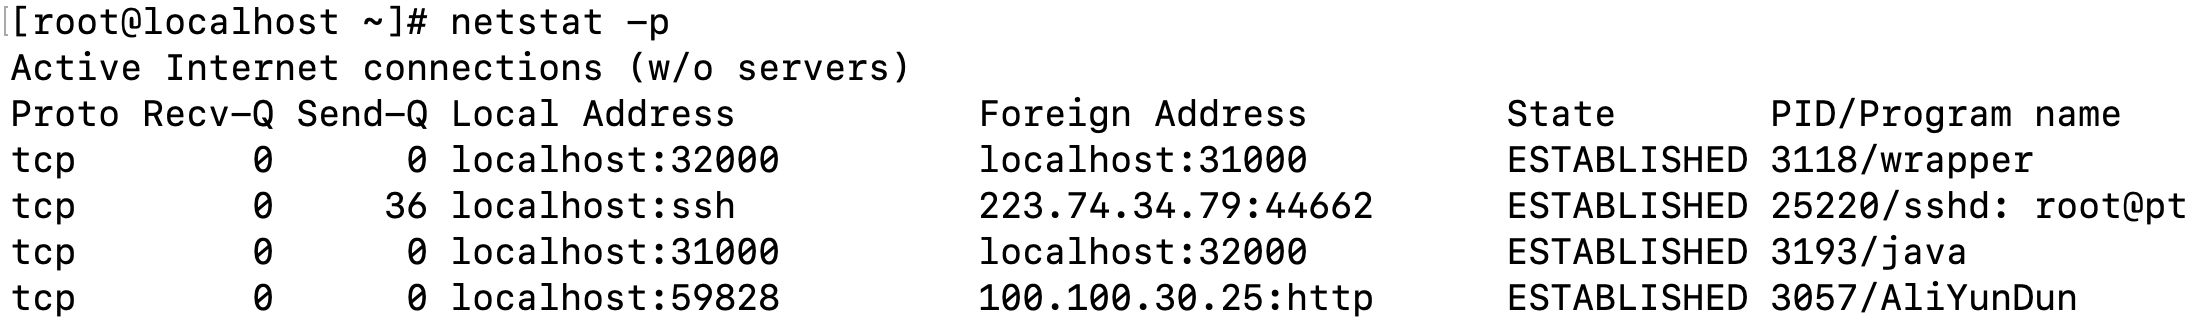 [root@localhost ~]# netstat -p
Active Internet connections (w/o servers)
Proto Recv-Q Send-Q Local Address           Foreign Address         State       PID/Program name
tcp        0      0 localhost:32000         localhost:31000         ESTABLISHED 3118/wrapper
tcp        0     36 localhost:ssh           223.74.34.79:44662      ESTABLISHED 25220/sshd: root@pt
tcp        0      0 localhost:31000         localhost:32000         ESTABLISHED 3193/java
tcp        0      0 localhost:59828         100.100.30.25:http      ESTABLISHED 3057/AliYunDun